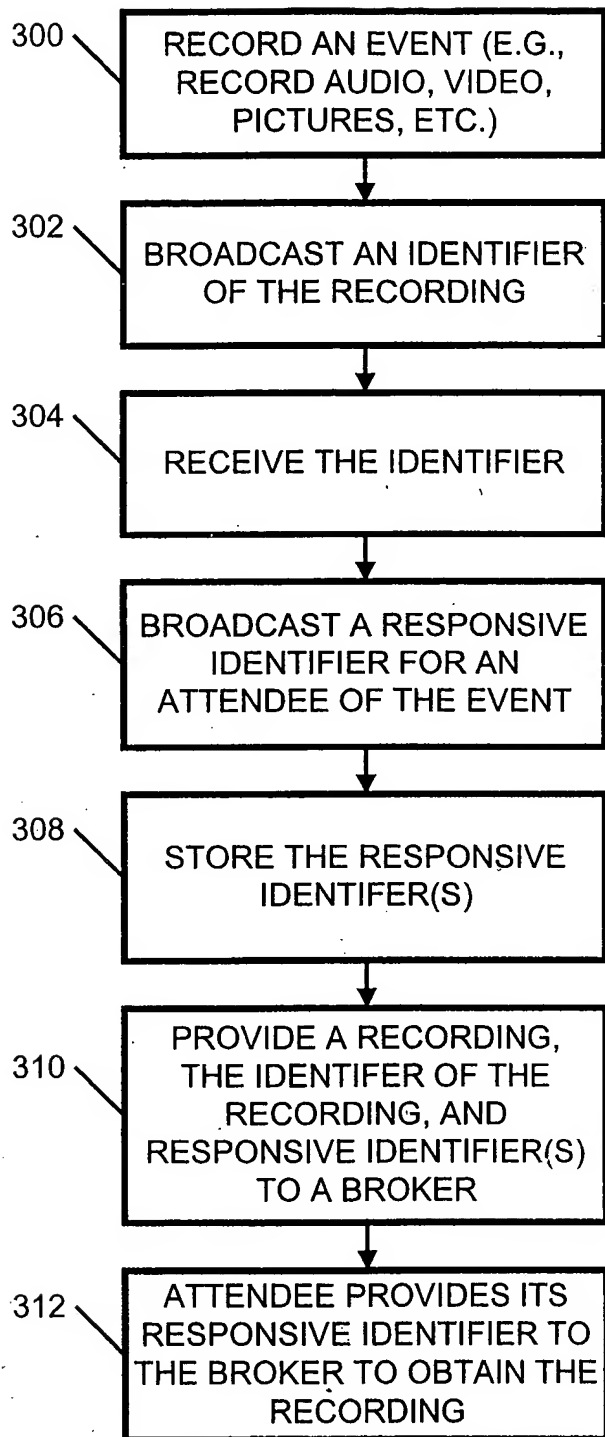 300
RECORD AN EVENT (E.G.,
RECORD AUDIO, VIDEO,
PICTURES, ETC.)
302
BROADCAST AN IDENTIFIER
OF THE RECORDING
304
RECEIVE THE IDENTIFIER
306
BROADCAST A RESPONSIVE
IDENTIFIER FOR AN
ATTENDEE OF THE EVENT
308
STORE THE RESPONSIVE
IDENTIFER(S)
310
PROVIDE A RECORDING,
THE IDENTIFER OF THE
RECORDING, AND
RESPONSIVE IDENTIFIER(S)
TO A BROKER
312
ATTENDEE PROVIDES ITS
RESPONSIVE IDENTIFIER TO
THE BROKER TO OBTAIN THE
RECORDING